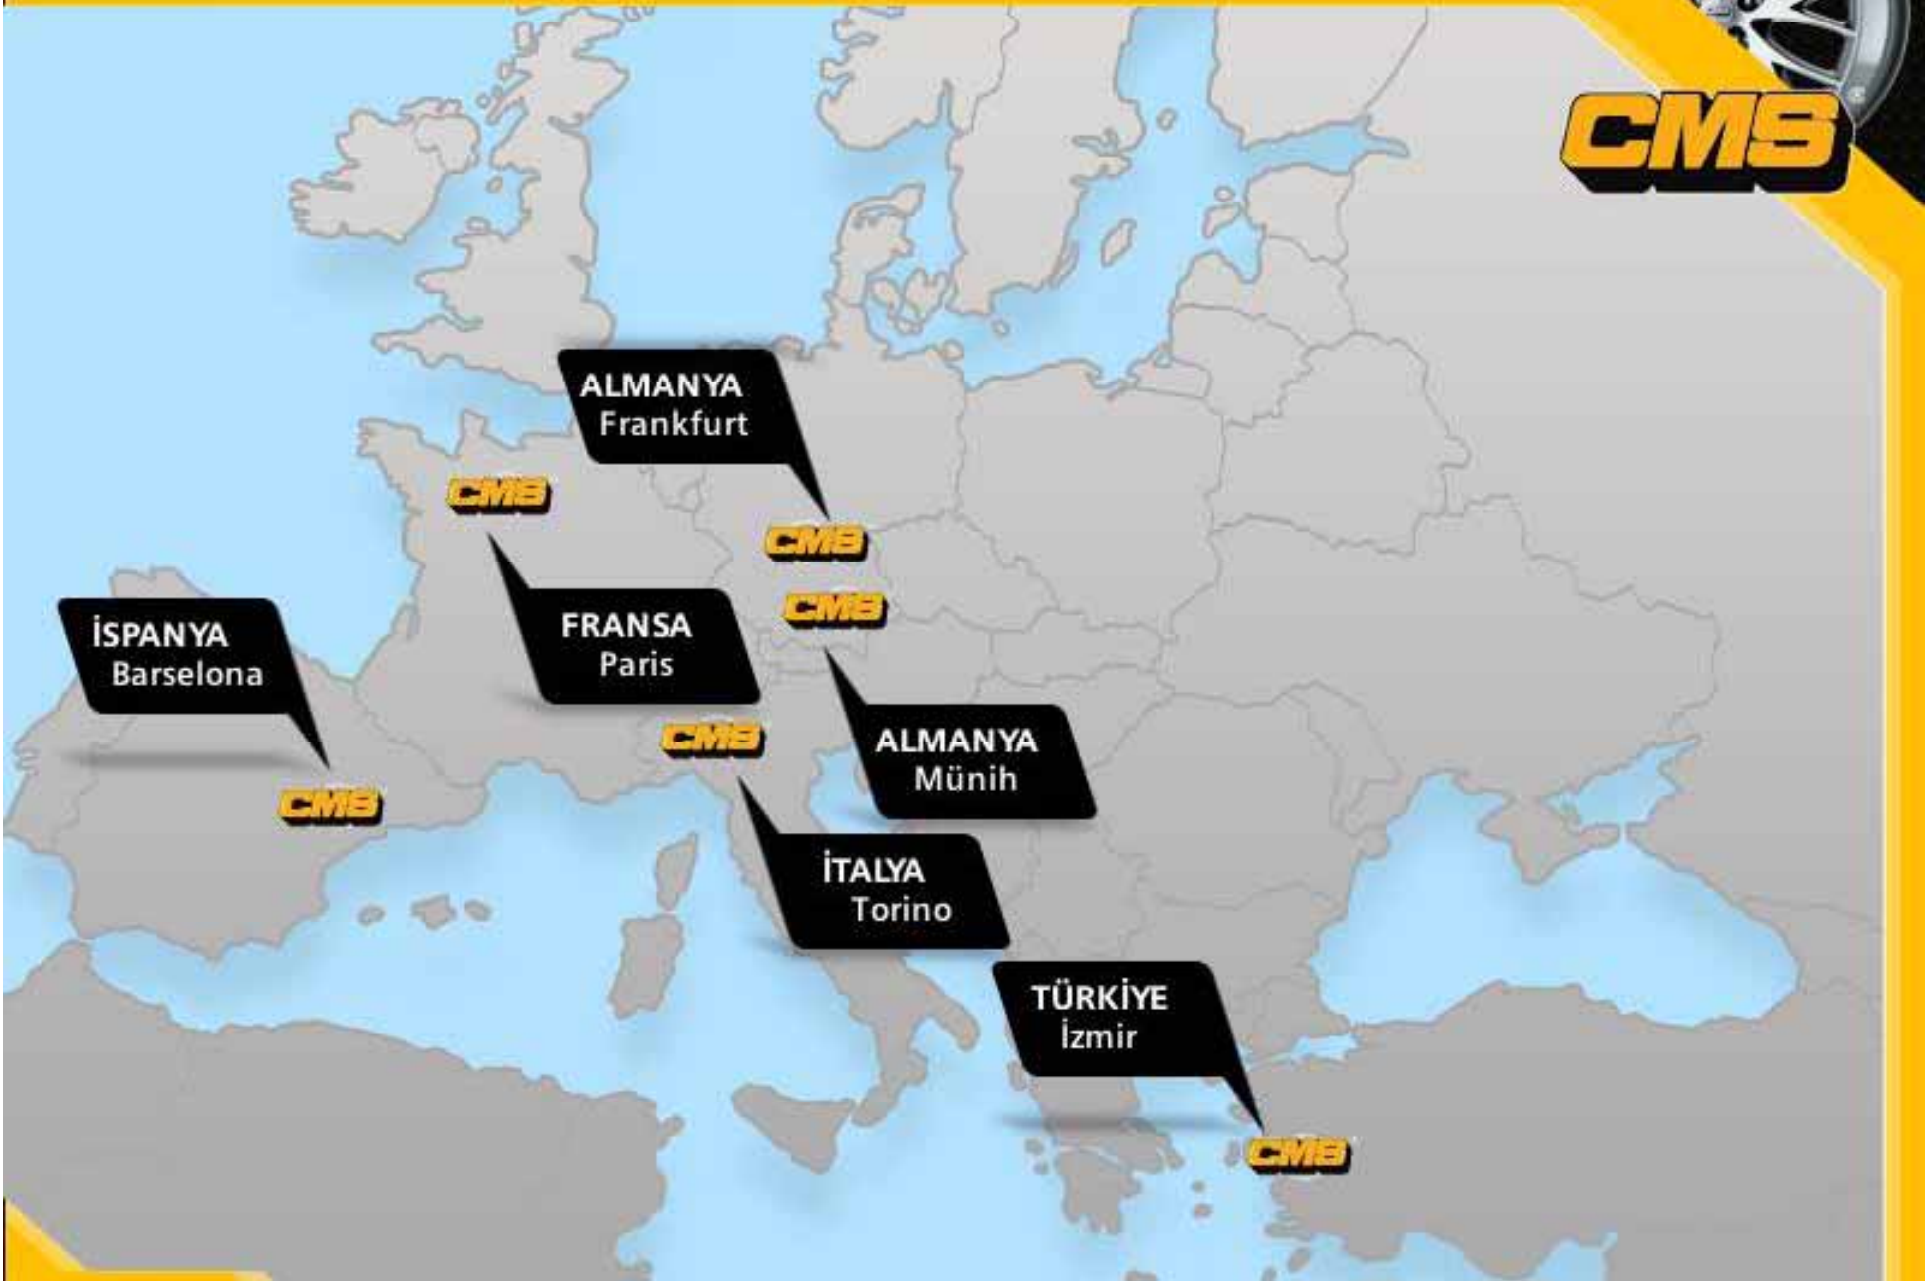 CMS
ALMANYA
Frankfurt
CMS
CMS
CMS
İSPANYA
Barselona
FRANSA
Paris
CMS
ALMANYA
Münih
CMS
İTALYA
Torino
TÜRKİYE
İzmir
CMS